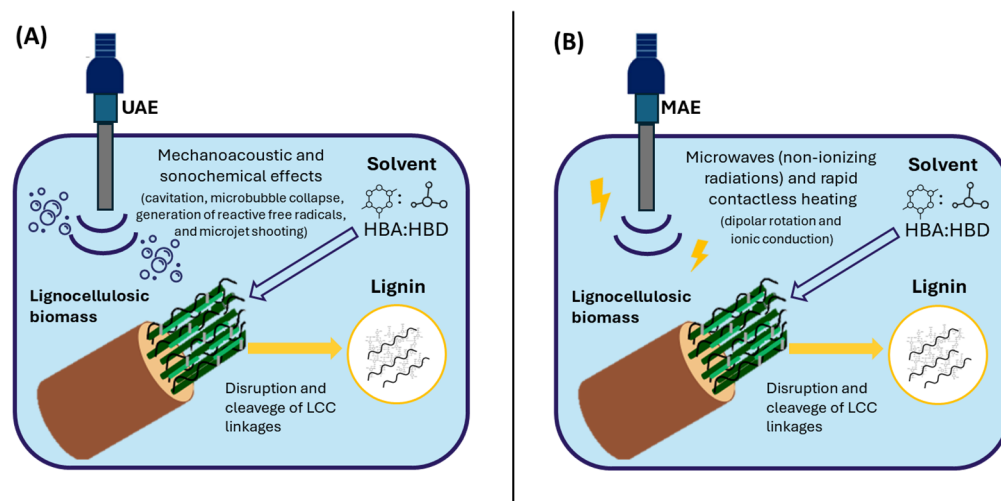 (A)
UAE
Mechanoacoustic and
sonochemical effects
(cavitation, microbubble collapse,
generation of reactive free radicals,
and microjet shooting)
Solvent
HBA:HBD
Lignocellulosic
biomass
Lignin
Disruption and
cleavege of LCC
linkages
(B)
MAE
Microwaves (non-ionizing
radiations) and rapid
contactless heating
(dipolar rotation and
ionic conduction)
Solvent
HBA:HBD
Lignocellulosic
biomass
Lignin
Disruption and
cleavege of LCC
linkages